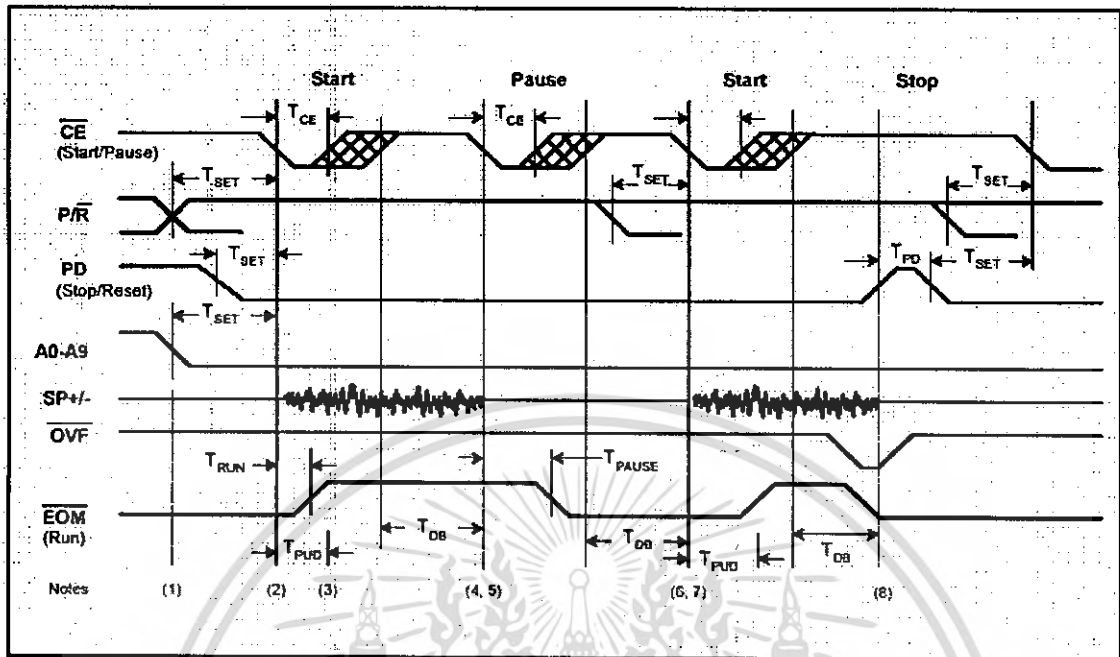 Start Pause Start Stop
CE T_CE T_CE
(Start/Pause)
T_SET T_SET T_SET
P/R
T_SET T_PD T_SET
PD
(Stop/Reset)
T_SET
A0-A9
SP+/-
OVF
T_RUN T_PAUSE
EOM
(Run)
T_DB T_DB T_DB
T_PUD T_PUD
Notes (1) (2) (3) (4, 5) (6, 7) (8)